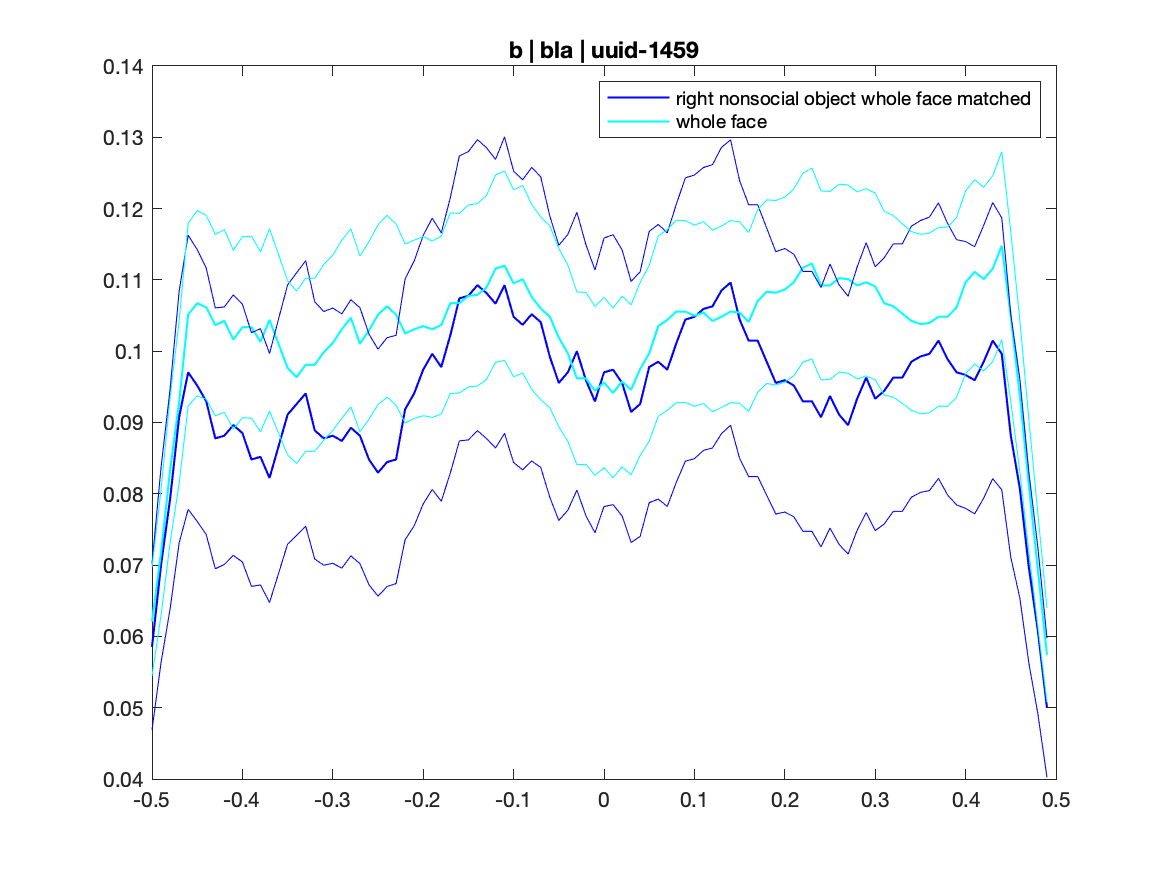 b | bla | uuid-1459
right nonsocial object whole face matched
whole face
0.14
0.13
0.12
0.11
0.1
0.09
0.08
0.07
0.06
0.05
0.04
-0.5 -0.4 -0.3 -0.2 -0.1 0 0.1 0.2 0.3 0.4 0.5